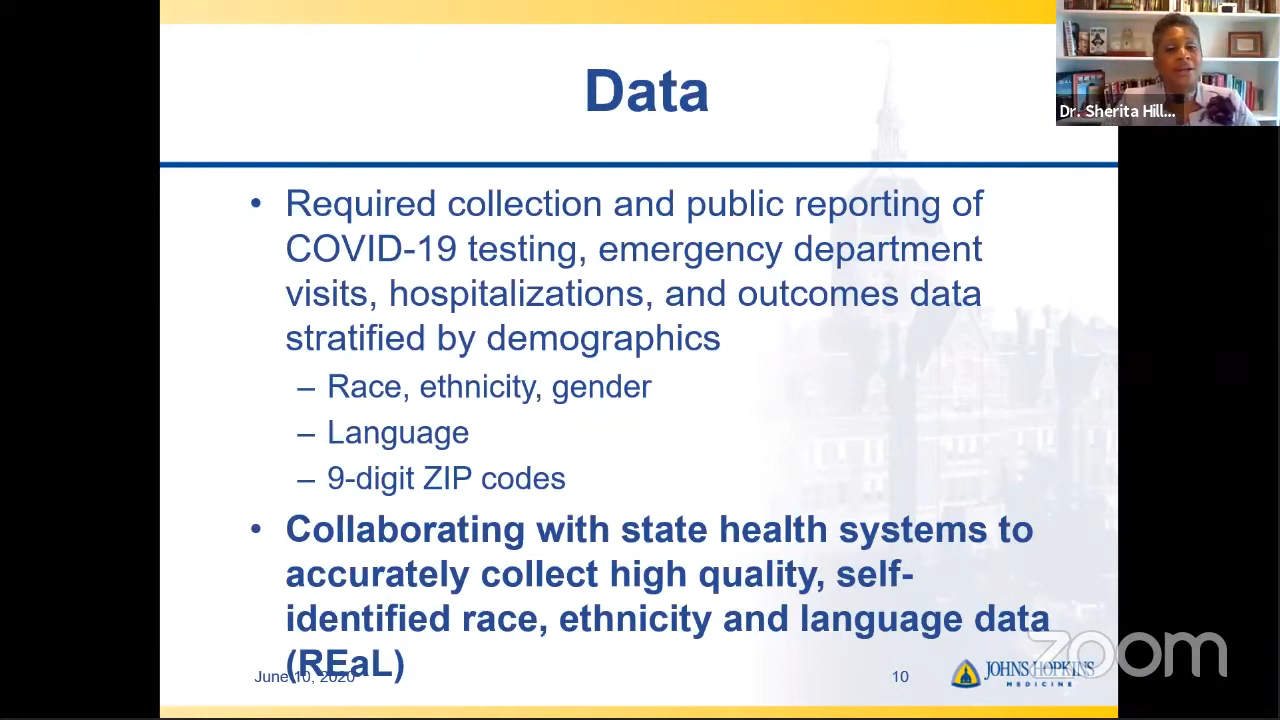 Data
Dr. Sherita Hill...
• Required collection and public reporting of
COVID-19 testing, emergency department
visits, hospitalizations, and outcomes data
stratified by demographics
– Race, ethnicity, gender
– Language
– 9-digit ZIP codes
• Collaborating with state health systems to
accurately collect high quality, self-
identified race, ethnicity and language data
(REaL)
June 10, 2020
10
JOHNS HOPKINS
MEDICINE
zoom